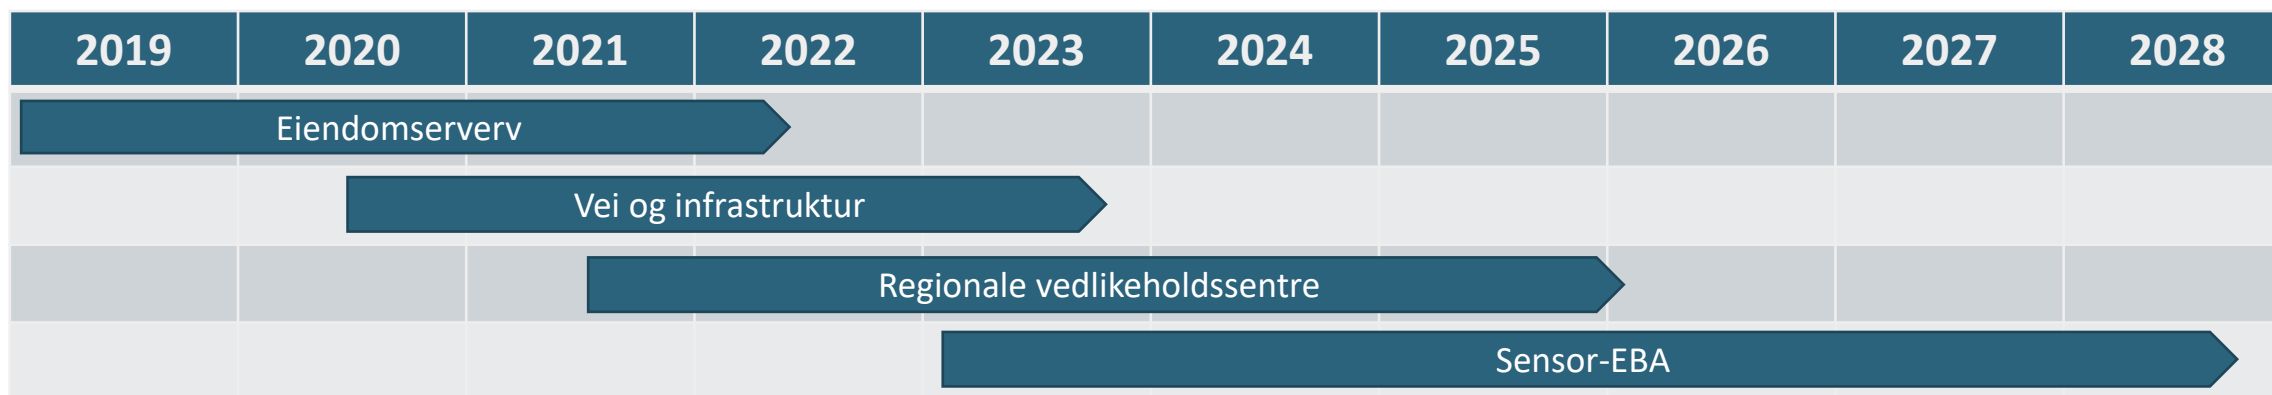 2019 2020 2021 2022 2023 2024 2025 2026 2027 2028
Eiendomserverv
Vei og infrastruktur
Regionale vedlikeholdssentre
Sensor-EBA